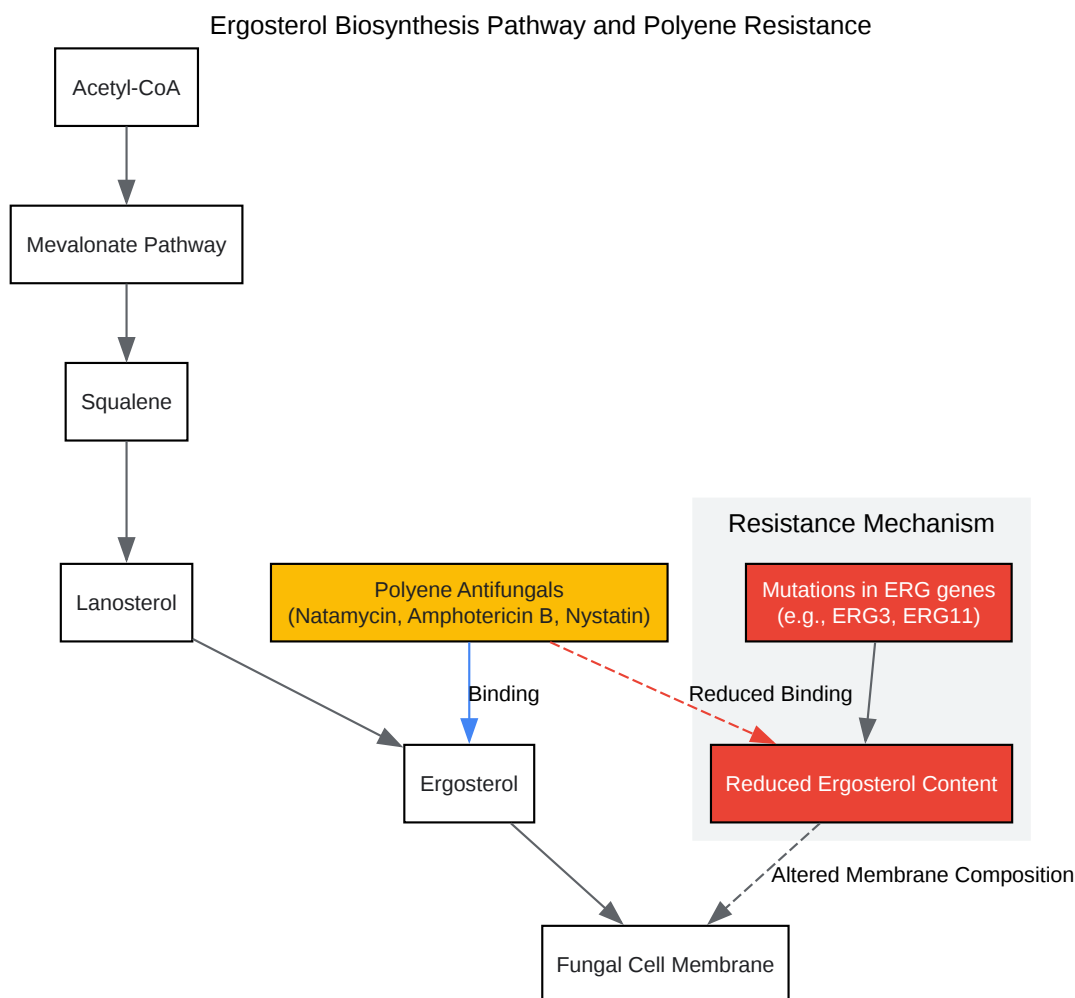 Ergosterol Biosynthesis Pathway and Polyene Resistance
Acetyl-CoA
Mevalonate Pathway
Squalene
Resistance Mechanism
Lanosterol
Polyene Antifungals
(Natamycin, Amphotericin B, Nystatin)
Mutations in ERG genes
(e.g., ERG3, ERG11)
Binding
Reduced Binding
Ergosterol
Reduced Ergosterol Content
Altered Membrane Composition
Fungal Cell Membrane